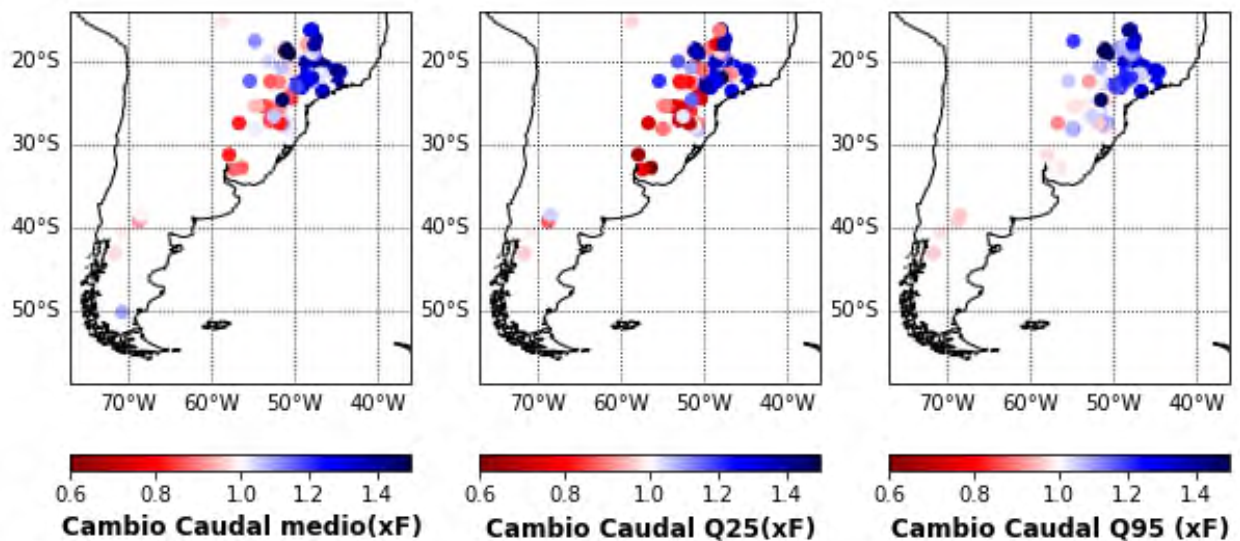 20°S 20°S 20°S
30°S 30°S 30°S
40°S 40°S 40°S
50°S 50°S 50°S
70°W 60°W 50°W 40°W 70°W 60°W 50°W 40°W 70°W 60°W 50°W 40°W
0.6 0.8 1.0 1.2 1.4 0.6 0.8 1.0 1.2 1.4 0.6 0.8 1.0 1.2 1.4
Cambio Caudal medio(xF) Cambio Caudal Q25(xF) Cambio Caudal Q95 (xF)